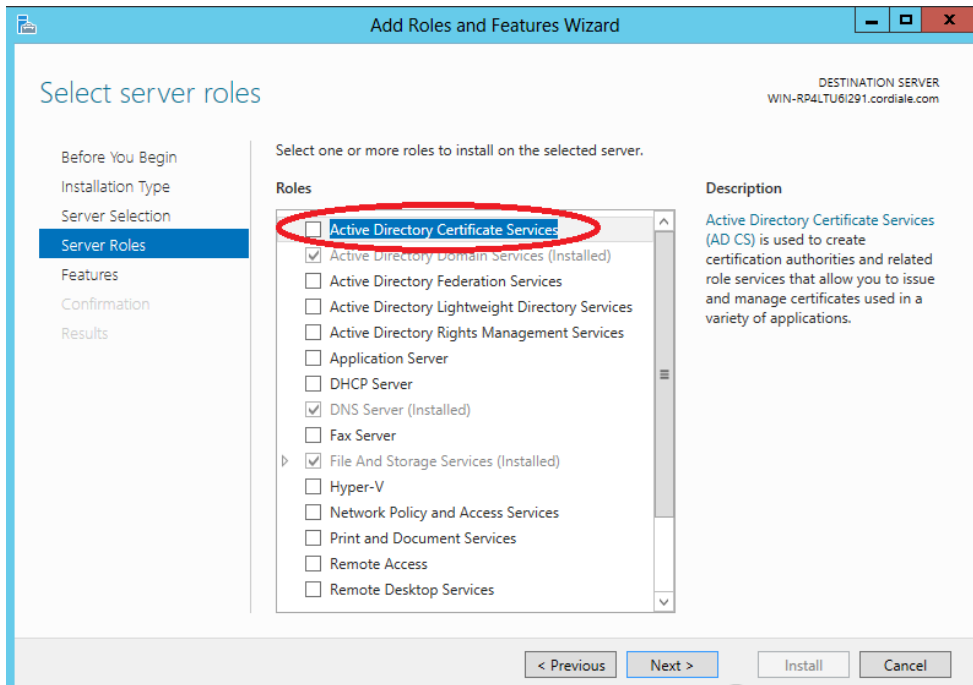 Add Roles and Features Wizard
Select server roles
DESTINATION SERVER
WIN-RP4LTU6I291.cordiale.com
Before You Begin
Installation Type
Server Selection
Server Roles
Features
Confirmation
Results
Select one or more roles to install on the selected server.
Roles
Active Directory Certificate Services
Active Directory Domain Services (Installed)
Active Directory Federation Services
Active Directory Lightweight Directory Services
Active Directory Rights Management Services
Application Server
DHCP Server
DNS Server (Installed)
Fax Server
File And Storage Services (Installed)
Hyper-V
Network Policy and Access Services
Print and Document Services
Remote Access
Remote Desktop Services
Description
Active Directory Certificate Services
(AD CS) is used to create
certification authorities and related
role services that allow you to issue
and manage certificates used in a
variety of applications.
< Previous
Next >
Install
Cancel